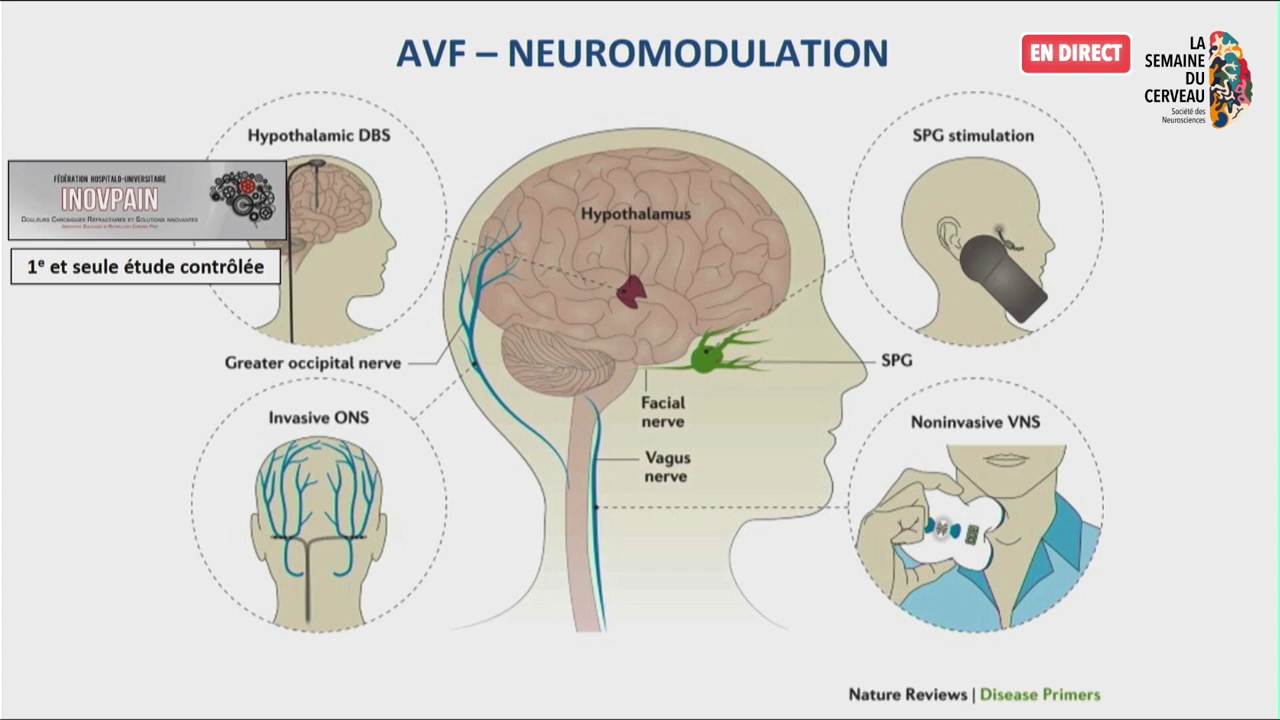 AVF – NEUROMODULATION
EN DIRECT
LA
SEMAINE
DU
CERVEAU
Société des
Neurosciences
Hypothalamic DBS
SPG stimulation
FÉDÉRATION HOSPITALO-UNIVERSITAIRE
INOVPAIN
DOULEURS CHRONIQUES RÉFRACTAIRES ET SOLUTIONS INNOVANTES
1e et seule étude contrôlée
Hypothalamus
Greater occipital nerve
SPG
Facial
nerve
Invasive ONS
Noninvasive VNS
Vagus
nerve
Nature Reviews | Disease Primers